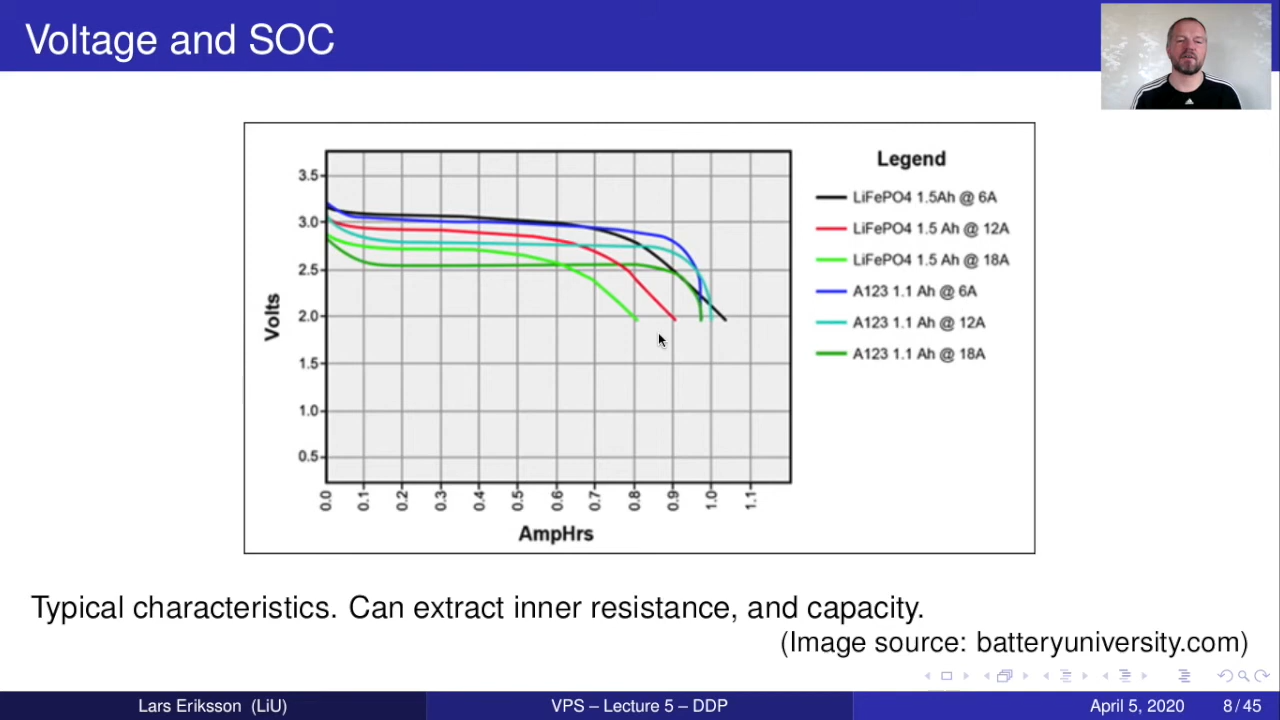 Voltage and SOC
Legend
3.5
3.0
2.5
2.0
1.5
1.0
0.5
Volts
LiFePO4 1.5Ah @ 6A
LiFePO4 1.5 Ah @ 12A
LiFePO4 1.5 Ah @ 18A
A123 1.1 Ah @ 6A
A123 1.1 Ah @ 12A
A123 1.1 Ah @ 18A
0.0 0.1 0.2 0.3 0.4 0.5 0.6 0.7 0.8 0.9 1.0 1.1
AmpHrs
Typical characteristics. Can extract inner resistance, and capacity.
(Image source: batteryuniversity.com)
Lars Eriksson (LiU) VPS – Lecture 5 – DDP April 5, 2020 8 / 45